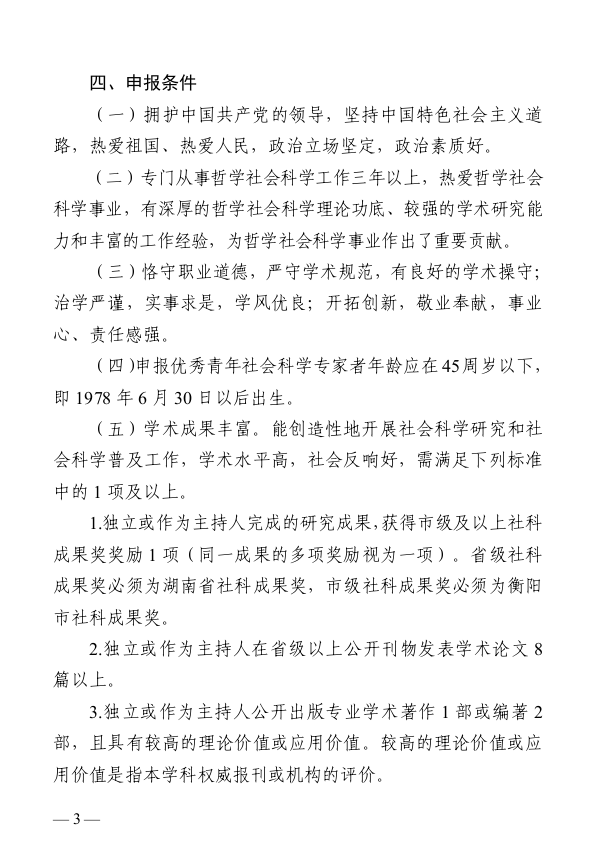 四、申报条件
（一）拥护中国共产党的领导，坚持中国特色社会主义道
路，热爱祖国、热爱人民，政治立场坚定，政治素质好。
（二）专门从事哲学社会科学工作三年以上，热爱哲学社会
科学事业，有深厚的哲学社会科学理论功底、较强的学术研究能
力和丰富的工作经验，为哲学社会科学事业作出了重要贡献。
（三）恪守职业道德，严守学术规范，有良好的学术操守；
治学严谨，实事求是，学风优良；开拓创新，敬业奉献，事业
心、责任感强。
（四）申报优秀青年社会科学专家者年龄应在45周岁以下，
即 1978 年 6 月 30 日以后出生。
（五）学术成果丰富。能创造性地开展社会科学研究和社
会科学普及工作，学术水平高，社会反响好，需满足下列标准
中的 1 项及以上。
1.独立或作为主持人完成的研究成果，获得市级及以上社科
成果奖奖励 1 项（同一成果的多项奖励视为一项）。省级社科
成果奖必须为湖南省社科成果奖，市级社科成果奖必须为衡阳
市社科成果奖。
2.独立或作为主持人在省级以上公开刊物发表学术论文 8
篇以上。
3.独立或作为主持人公开出版专业学术著作 1 部或编著 2
部，且具有较高的理论价值或应用价值。较高的理论价值或应
用价值是指本学科权威报刊或机构的评价。
— 3 —